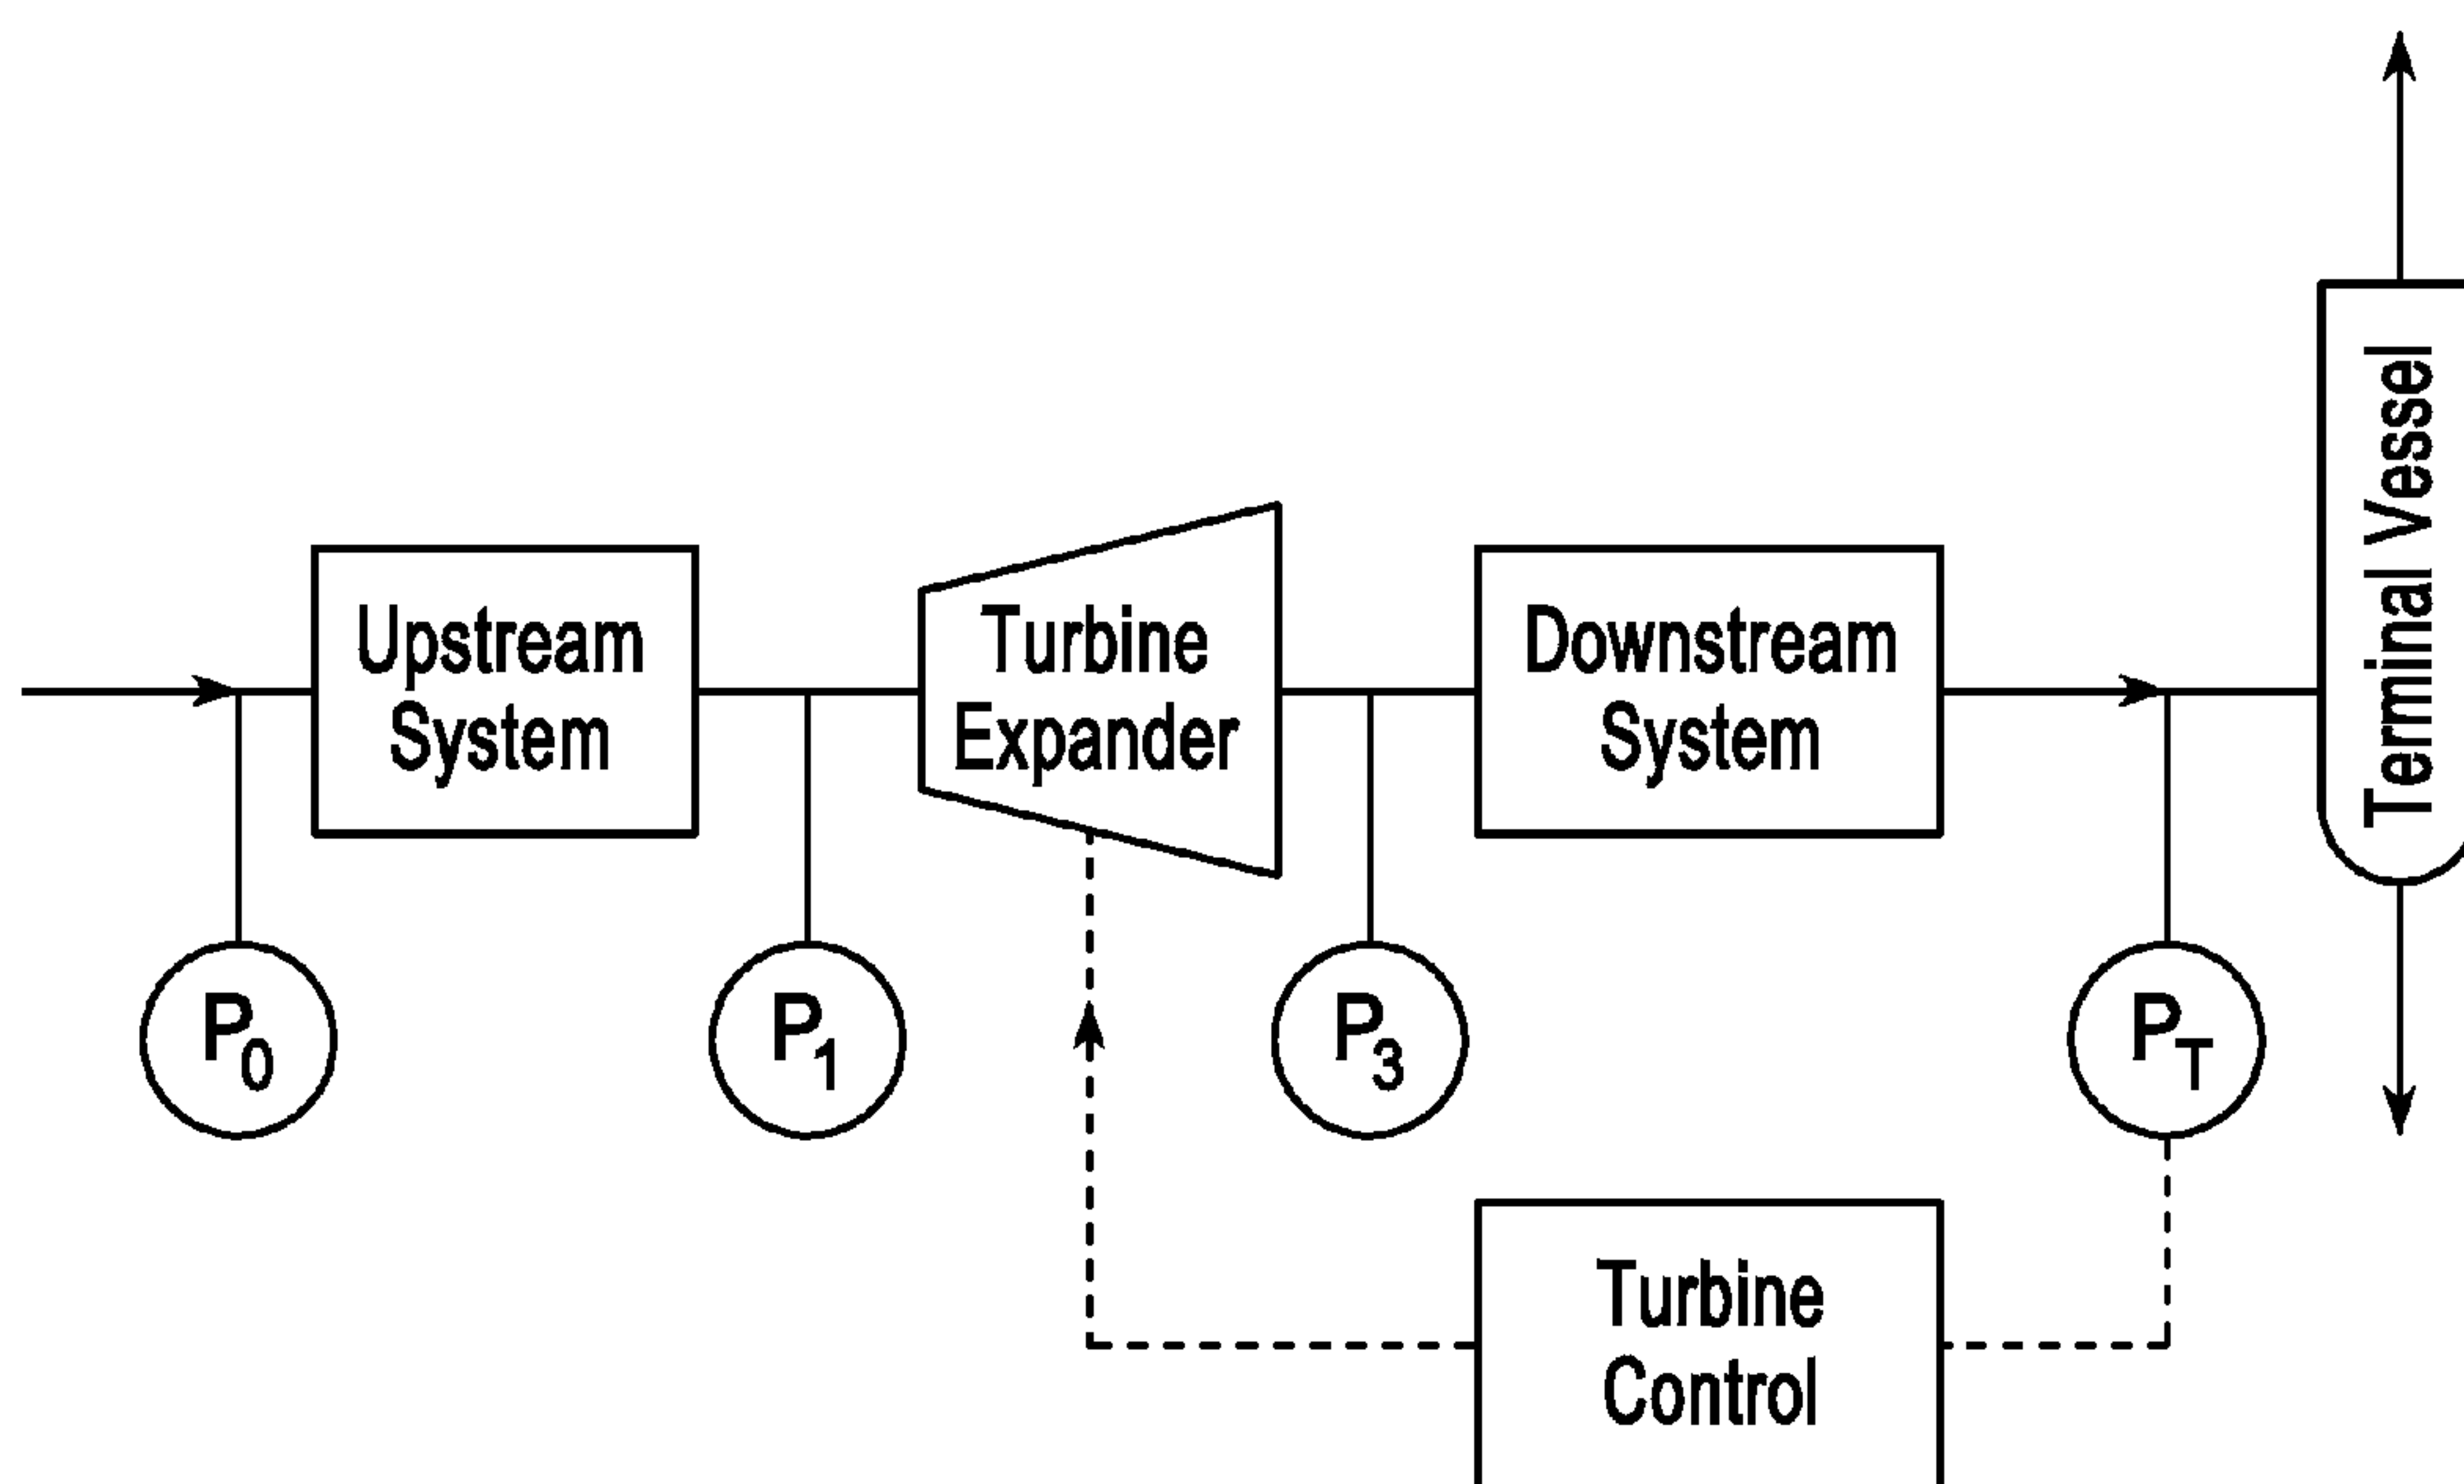 Upstream
System
Turbine
Expander
Downstream
System
Terminal Vessel
P0
P1
P3
PT
Turbine
Control